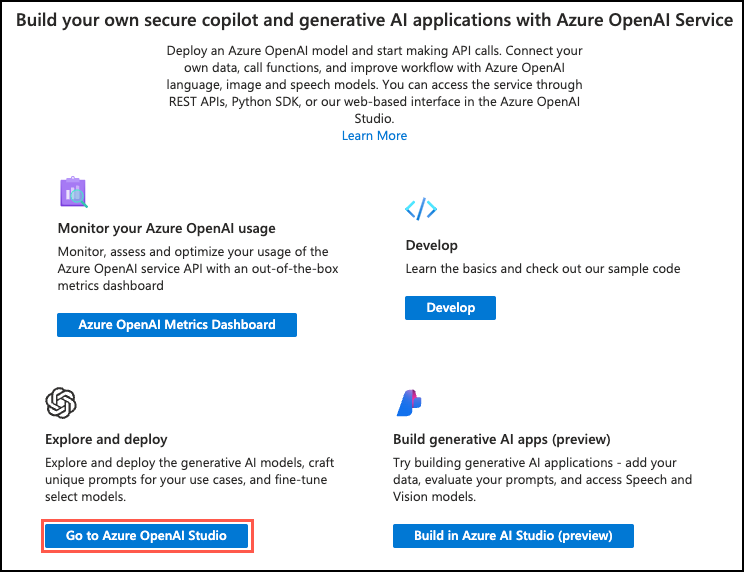 Build your own secure copilot and generative AI applications with Azure OpenAI Service
Deploy an Azure OpenAI model and start making API calls. Connect your
own data, call functions, and improve workflow with Azure OpenAI
language, image and speech models. You can access the service through
REST APIs, Python SDK, or our web-based interface in the Azure OpenAI
Studio.
Learn More
Monitor your Azure OpenAI usage
Monitor, assess and optimize your usage of the
Azure OpenAI service API with an out-of-the-box
metrics dashboard
Azure OpenAI Metrics Dashboard
Develop
Learn the basics and check out our sample code
Develop
Explore and deploy
Explore and deploy the generative AI models, craft
unique prompts for your use cases, and fine-tune
select models.
Go to Azure OpenAI Studio
Build generative AI apps (preview)
Try building generative AI applications - add your
data, evaluate your prompts, and access Speech and
Vision models.
Build in Azure AI Studio (preview)